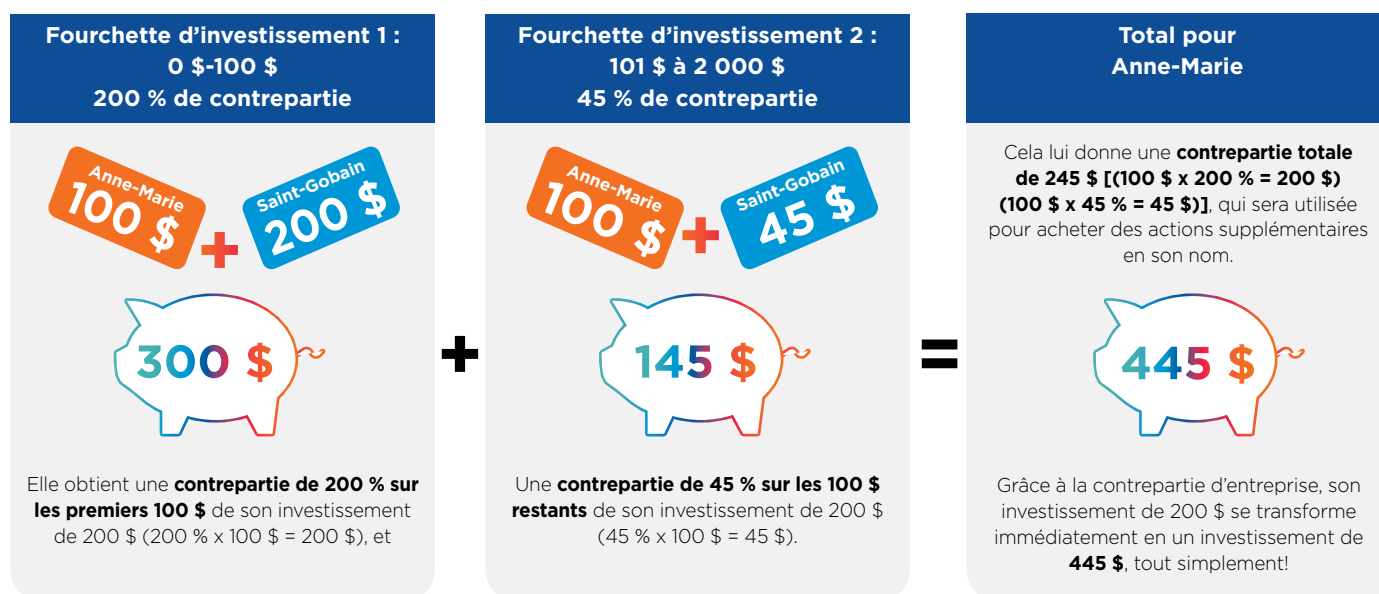 Fourchette d'investissement 1 :
0 $-100 $
200 % de contrepartie
Anne-Marie
100 $
+
Saint-Gobain
200 $
300 $
Elle obtient une contrepartie de 200 % sur
les premiers 100 $ de son investissement
de 200 $ (200 % x 100 $ = 200 $), et
+
Fourchette d'investissement 2 :
101 $ à 2 000 $
45 % de contrepartie
Anne-Marie
100 $
+
Saint-Gobain
45 $
145 $
Une contrepartie de 45 % sur les 100 $
restants de son investissement de 200 $
(45 % x 100 $ = 45 $).
=
Total pour
Anne-Marie
Cela lui donne une contrepartie totale
de 245 $ [(100 $ x 200 % = 200 $)
(100 $ x 45 % = 45 $)], qui sera utilisée
pour acheter des actions supplémentaires
en son nom.
445 $
Grâce à la contrepartie d'entreprise, son
investissement de 200 $ se transforme
immédiatement en un investissement de
445 $, tout simplement!